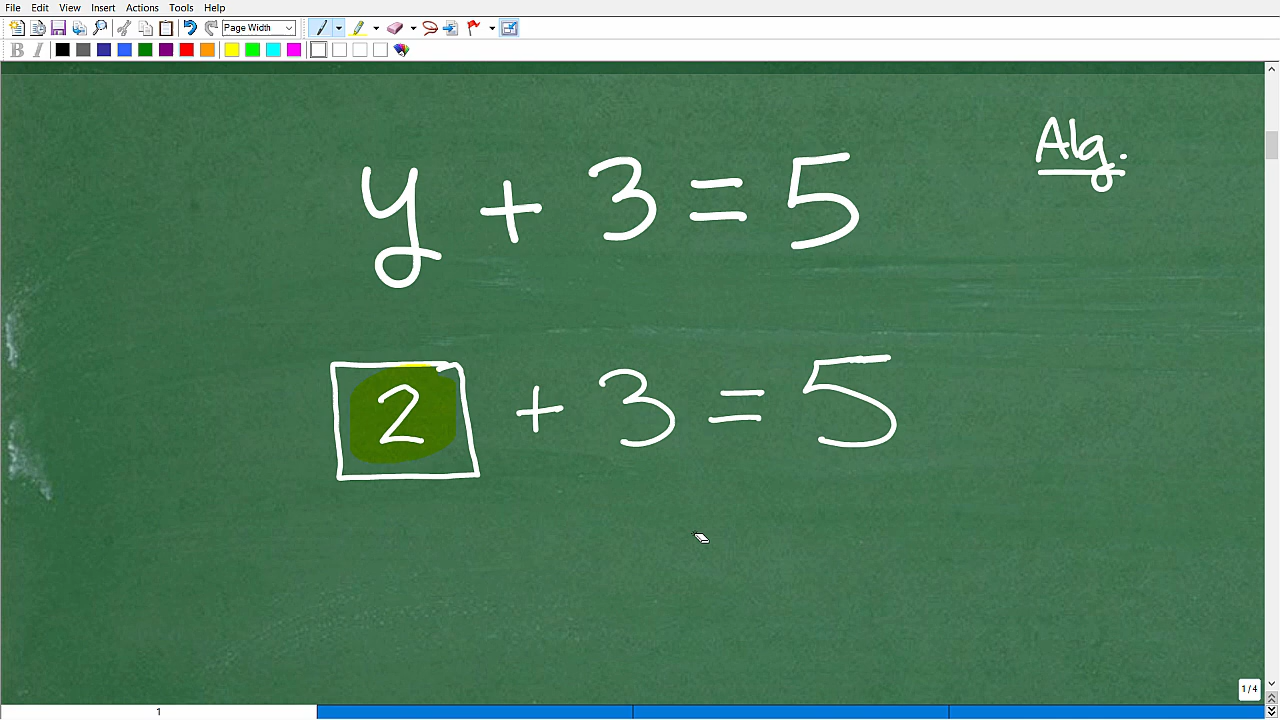 File Edit View Insert Actions Tools Help
Page Width
B I
Alg.
y + 3 = 5
2 + 3 = 5
1/4
1